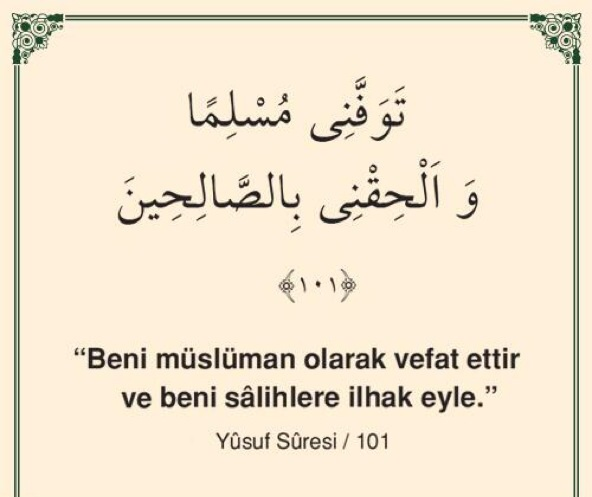 تَوَفَّنِى مُسْلِمًا
وَ اَلْحِقْنِى بِالصَّالِحِينَ
﴿١٠١﴾
“Beni müslüman olarak vefat ettir
ve beni sâlihlere ilhak eyle.”
Yûsuf Sûresi / 101